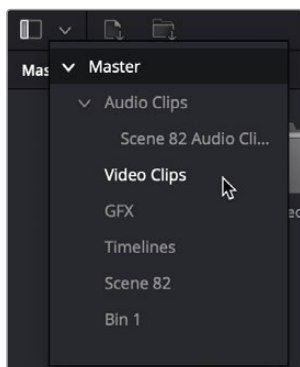 Mas
Master
Audio Clips
Scene 82 Audio Cli...
Video Clips
GFX
Timelines
Scene 82
Bin 1